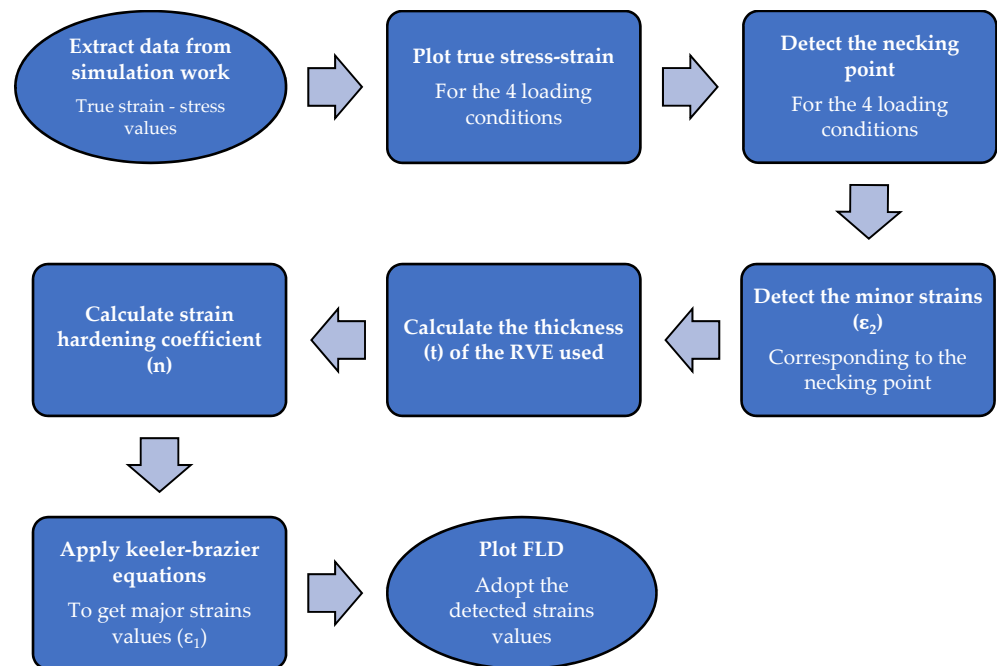 Extract data from
simulation work
True strain - stress
values
Plot true stress-strain
For the 4 loading
conditions
Detect the necking
point
For the 4 loading
conditions
Detect the minor strains
(ε₂)
Corresponding to the
necking point
Calculate the thickness
(t) of the RVE used
Calculate strain
hardening coefficient
(n)
Apply keeler-brazier
equations
To get major strains
values (ε₁)
Plot FLD
Adopt the
detected strains
values